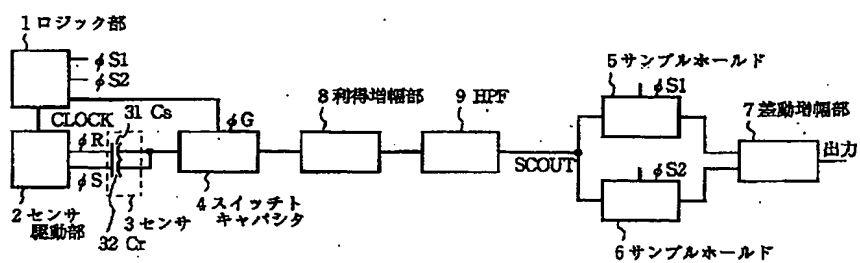 1 ロジック部
φS1
φS2
CLOCK
φR
φS
2 センサ
駆動部
31 Cs
32 Cr
3 センサ
φG
4 スイッチト
キャパシタ
8 利得増幅部
9 HPF
SCOUT
5 サンプルホールド
φS1
φS2
6 サンプルホールド
7 差動増幅部
出力